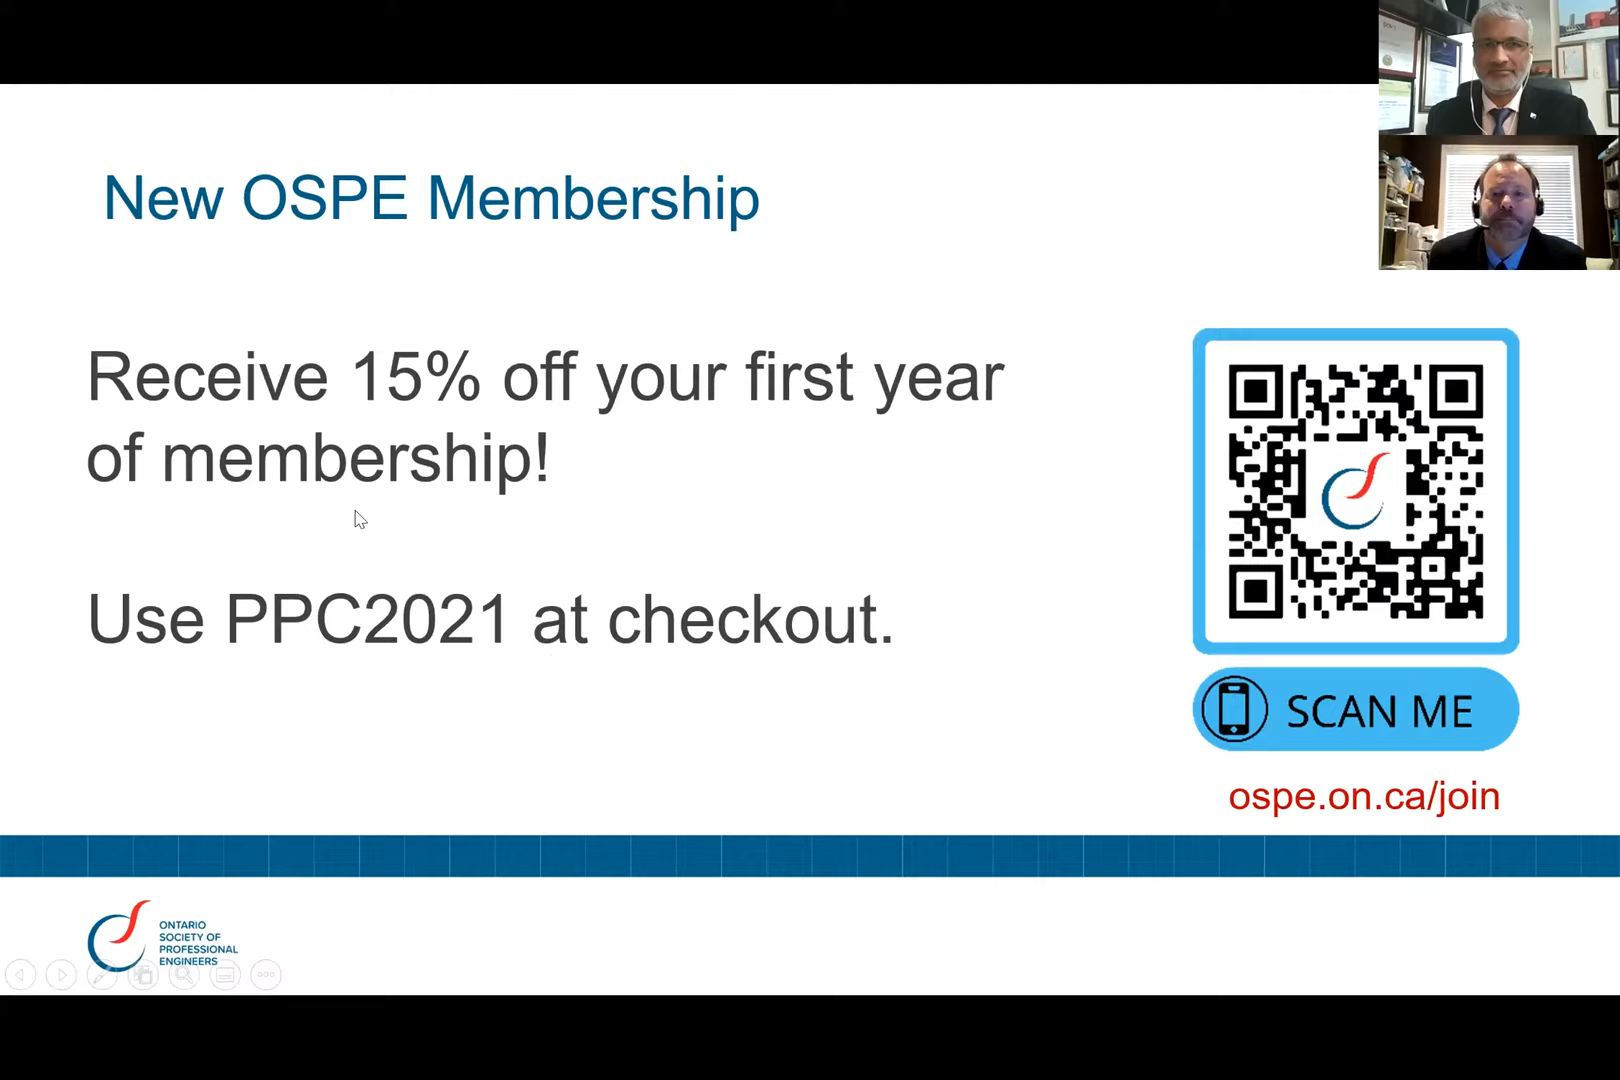 New OSPE Membership
Receive 15% off your first year
of membership!
Use PPC2021 at checkout.
SCAN ME
ospe.on.ca/join
ONTARIO
SOCIETY OF
PROFESSIONAL
ENGINEERS